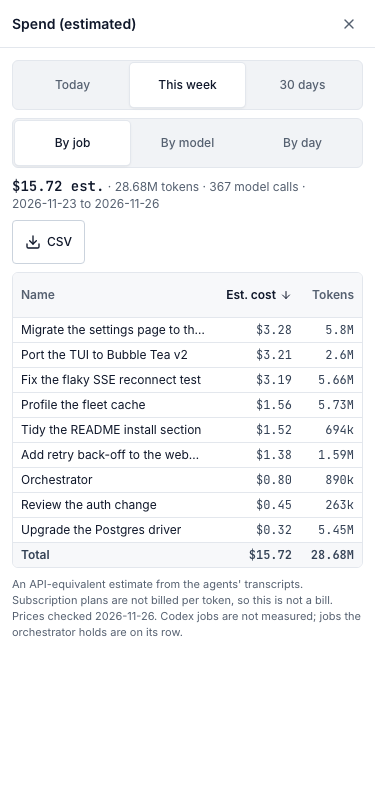 Spend (estimated)
Today This week 30 days
By job By model By day
$15.72 est. · 28.68M tokens · 367 model calls ·
2026-11-23 to 2026-11-26
CSV
Name Est. cost ↓ Tokens
Migrate the settings page to th... $3.28 5.8M
Port the TUI to Bubble Tea v2 $3.21 2.6M
Fix the flaky SSE reconnect test $3.19 5.66M
Profile the fleet cache $1.56 5.73M
Tidy the README install section $1.52 694k
Add retry back-off to the web... $1.38 1.59M
Orchestrator $0.80 890k
Review the auth change $0.45 263k
Upgrade the Postgres driver $0.32 5.45M
Total $15.72 28.68M
An API-equivalent estimate from the agents' transcripts.
Subscription plans are not billed per token, so this is not a bill.
Prices checked 2026-11-26. Codex jobs are not measured; jobs the
orchestrator holds are on its row.